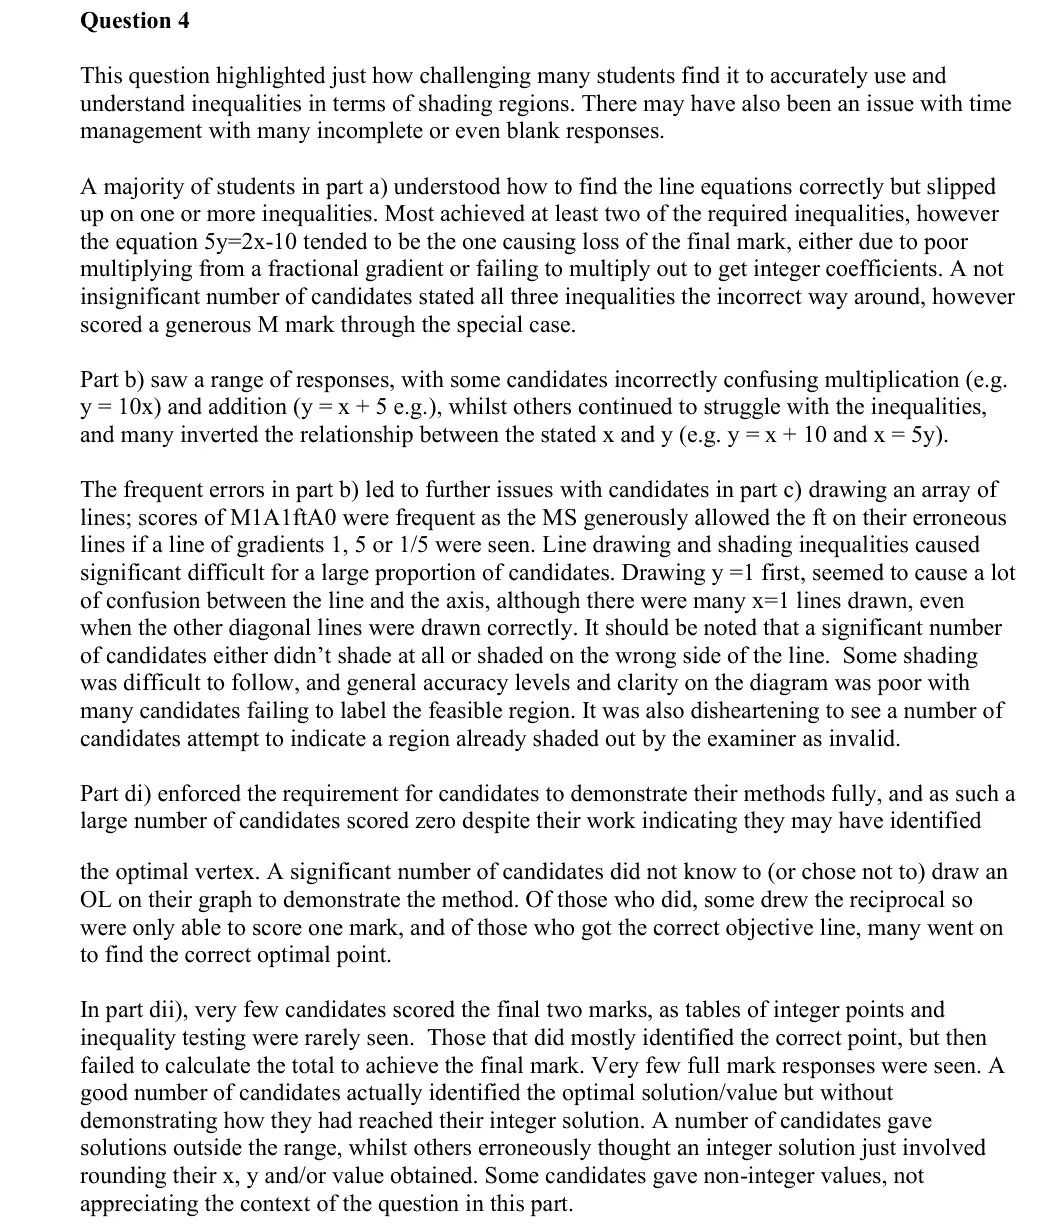 Question 4
This question highlighted just how challenging many students find it to accurately use and
understand inequalities in terms of shading regions. There may have also been an issue with time
management with many incomplete or even blank responses.
A majority of students in part a) understood how to find the line equations correctly but slipped
up on one or more inequalities. Most achieved at least two of the required inequalities, however
the equation 5y=2x-10 tended to be the one causing loss of the final mark, either due to poor
multiplying from a fractional gradient or failing to multiply out to get integer coefficients. A not
insignificant number of candidates stated all three inequalities the incorrect way around, however
scored a generous M mark through the special case.
Part b) saw a range of responses, with some candidates incorrectly confusing multiplication (e.g.
y = 10x) and addition (y = x + 5 e.g.), whilst others continued to struggle with the inequalities,
and many inverted the relationship between the stated x and y (e.g. y = x + 10 and x = 5y).
The frequent errors in part b) led to further issues with candidates in part c) drawing an array of
lines; scores of M1A1ftA0 were frequent as the MS generously allowed the ft on their erroneous
lines if a line of gradients 1, 5 or 1/5 were seen. Line drawing and shading inequalities caused
significant difficult for a large proportion of candidates. Drawing y =1 first, seemed to cause a lot
of confusion between the line and the axis, although there were many x=1 lines drawn, even
when the other diagonal lines were drawn correctly. It should be noted that a significant number
of candidates either didn't shade at all or shaded on the wrong side of the line.  Some shading
was difficult to follow, and general accuracy levels and clarity on the diagram was poor with
many candidates failing to label the feasible region. It was also disheartening to see a number of
candidates attempt to indicate a region already shaded out by the examiner as invalid.
Part di) enforced the requirement for candidates to demonstrate their methods fully, and as such a
large number of candidates scored zero despite their work indicating they may have identified
the optimal vertex. A significant number of candidates did not know to (or chose not to) draw an
OL on their graph to demonstrate the method. Of those who did, some drew the reciprocal so
were only able to score one mark, and of those who got the correct objective line, many went on
to find the correct optimal point.
In part dii), very few candidates scored the final two marks, as tables of integer points and
inequality testing were rarely seen.  Those that did mostly identified the correct point, but then
failed to calculate the total to achieve the final mark. Very few full mark responses were seen. A
good number of candidates actually identified the optimal solution/value but without
demonstrating how they had reached their integer solution. A number of candidates gave
solutions outside the range, whilst others erroneously thought an integer solution just involved
rounding their x, y and/or value obtained. Some candidates gave non-integer values, not
appreciating the context of the question in this part.